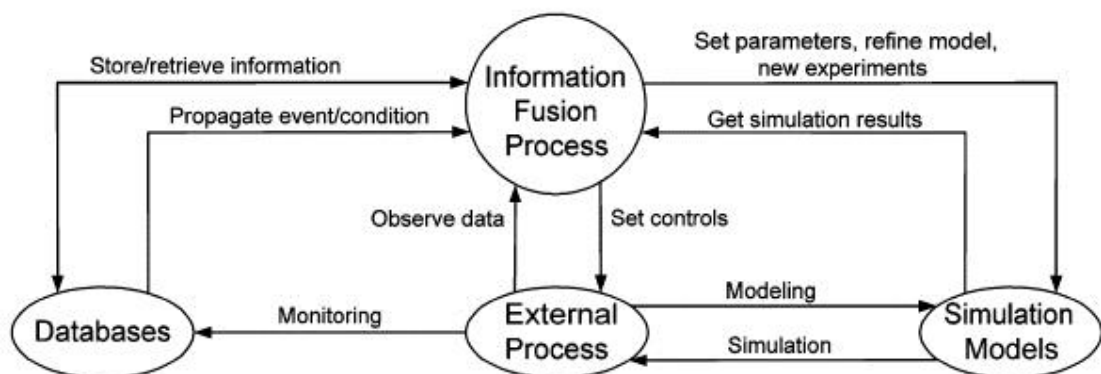 Store/retrieve information
Propagate event/condition
Information
Fusion
Process
Set parameters, refine model,
new experiments
Get simulation results
Observe data
Set controls
Databases
Monitoring
External
Process
Modeling
Simulation
Simulation
Models